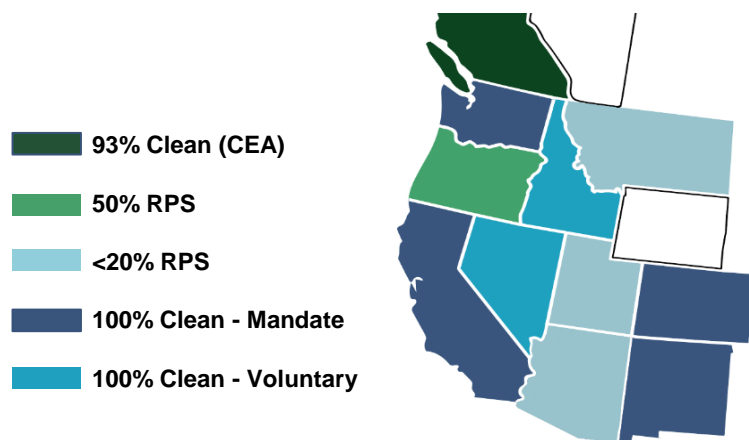 93% Clean (CEA)
50% RPS
<20% RPS
100% Clean - Mandate
100% Clean - Voluntary